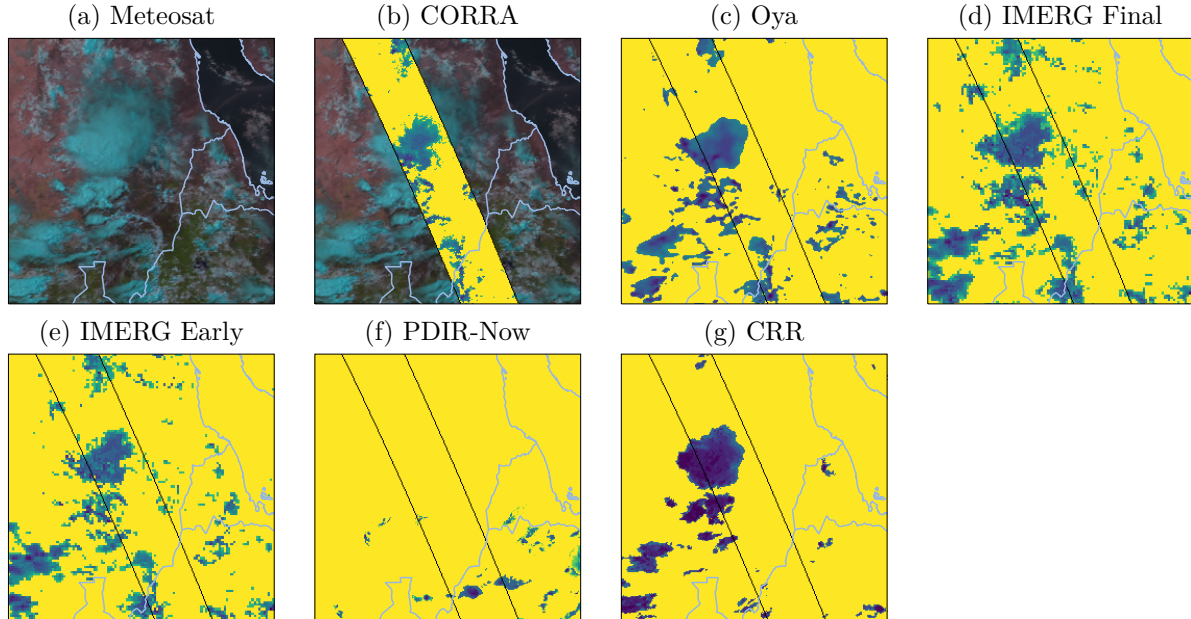 (a) Meteosat
(b) CORRA
(c) Oya
(d) IMERG Final
(e) IMERG Early
(f) PDIR-Now
(g) CRR